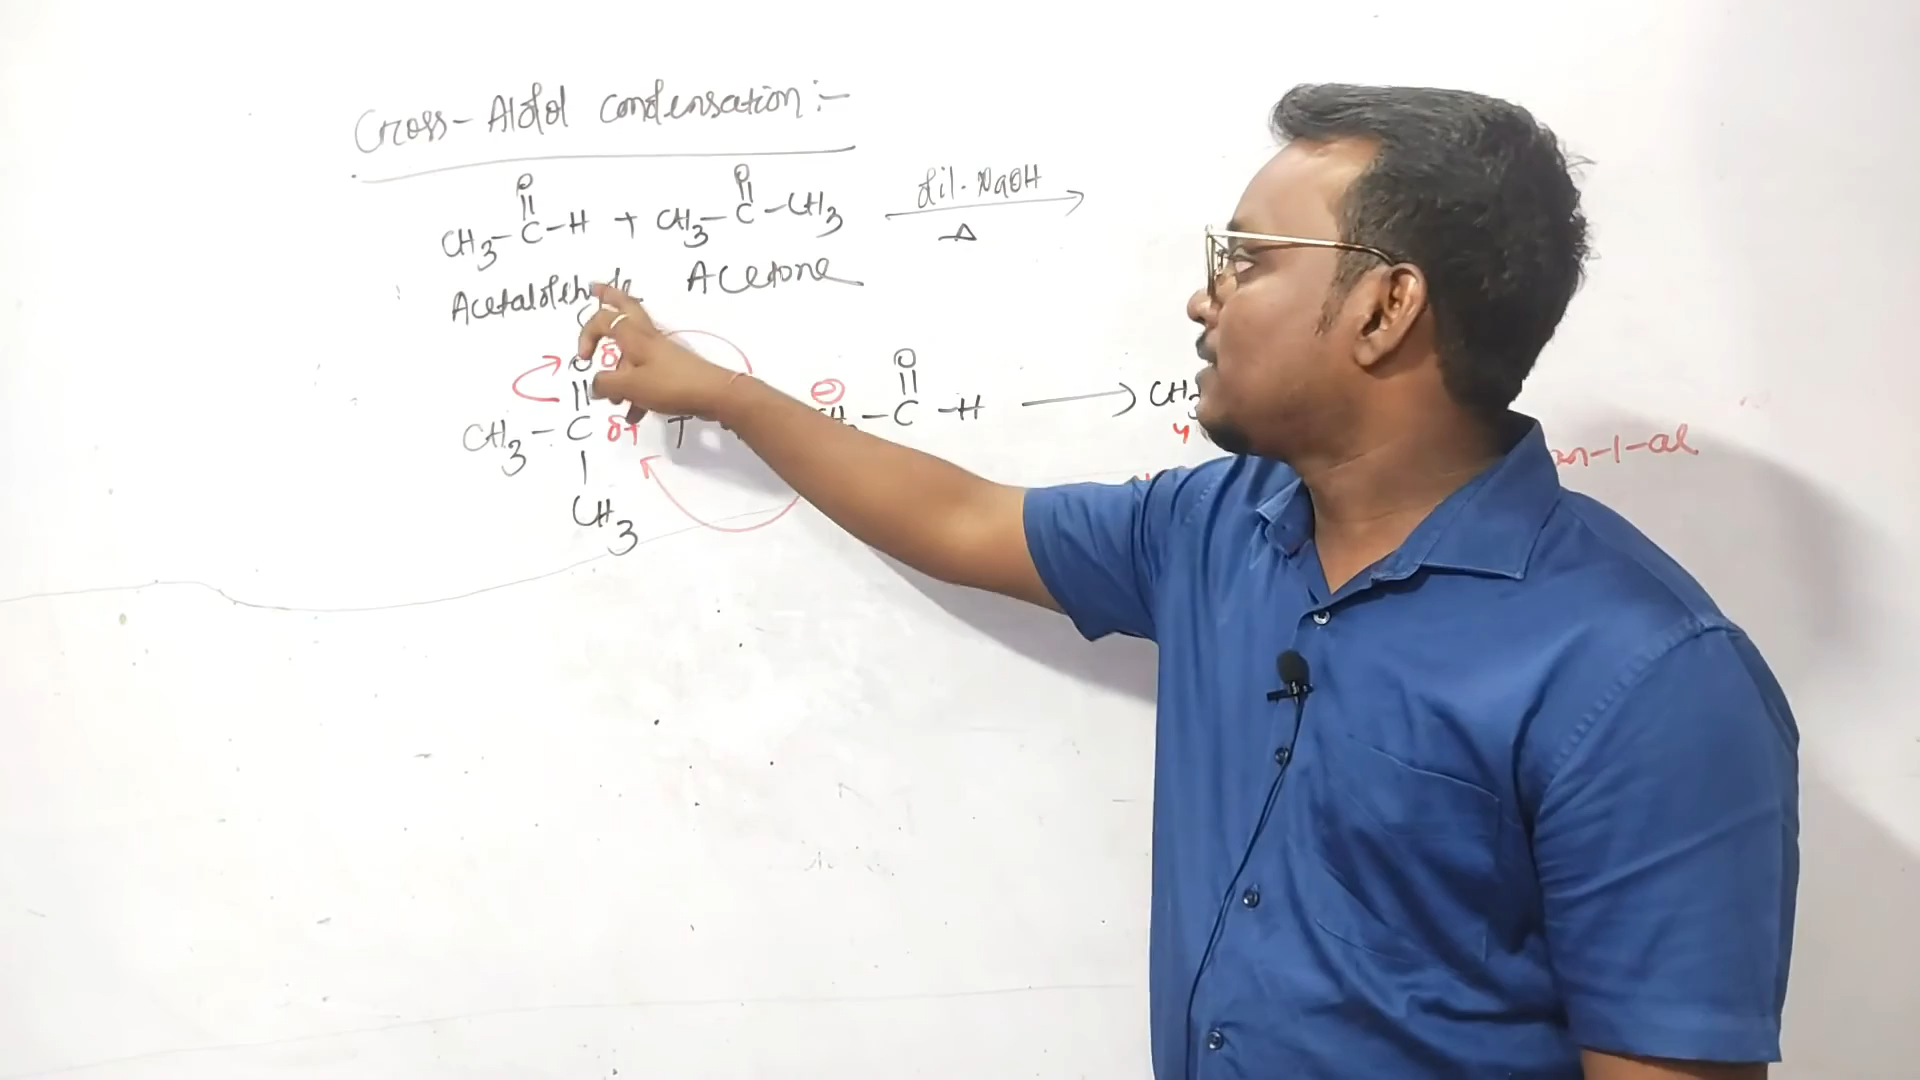 Cross-Aldol condensation :-
O O
|| ||
CH3-C-H + CH3-C-CH3 dil. NaOH
Δ
Acetaldehyde Acetone
O δ O
|| ||
CH3-C δ+ + ⊖ -C-H → CH3
|
CH3
4 -1-al